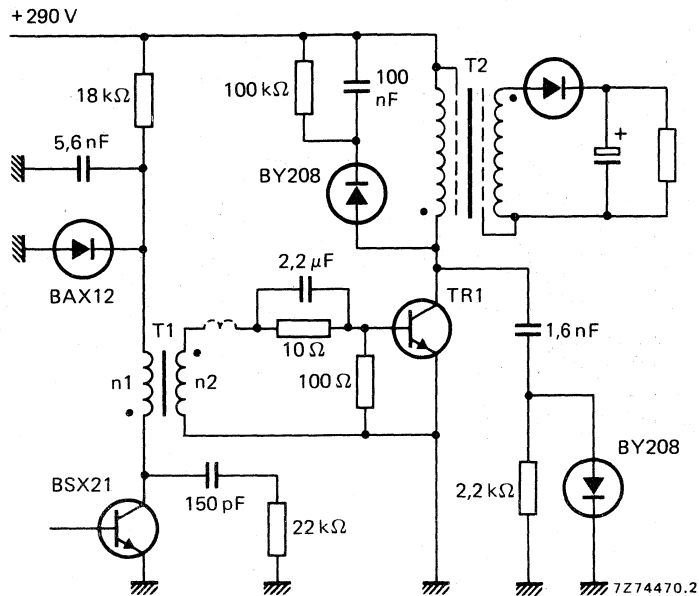 +290 V
T2
18 kΩ
100 kΩ
100
nF
5,6 nF
+
BY208
BAX12
2,2 μF
TR1
T1
1,6 nF
10 Ω
n1
n2
100 Ω
BY208
BSX21
2,2 kΩ
150 pF
22 kΩ
7Z74470.2